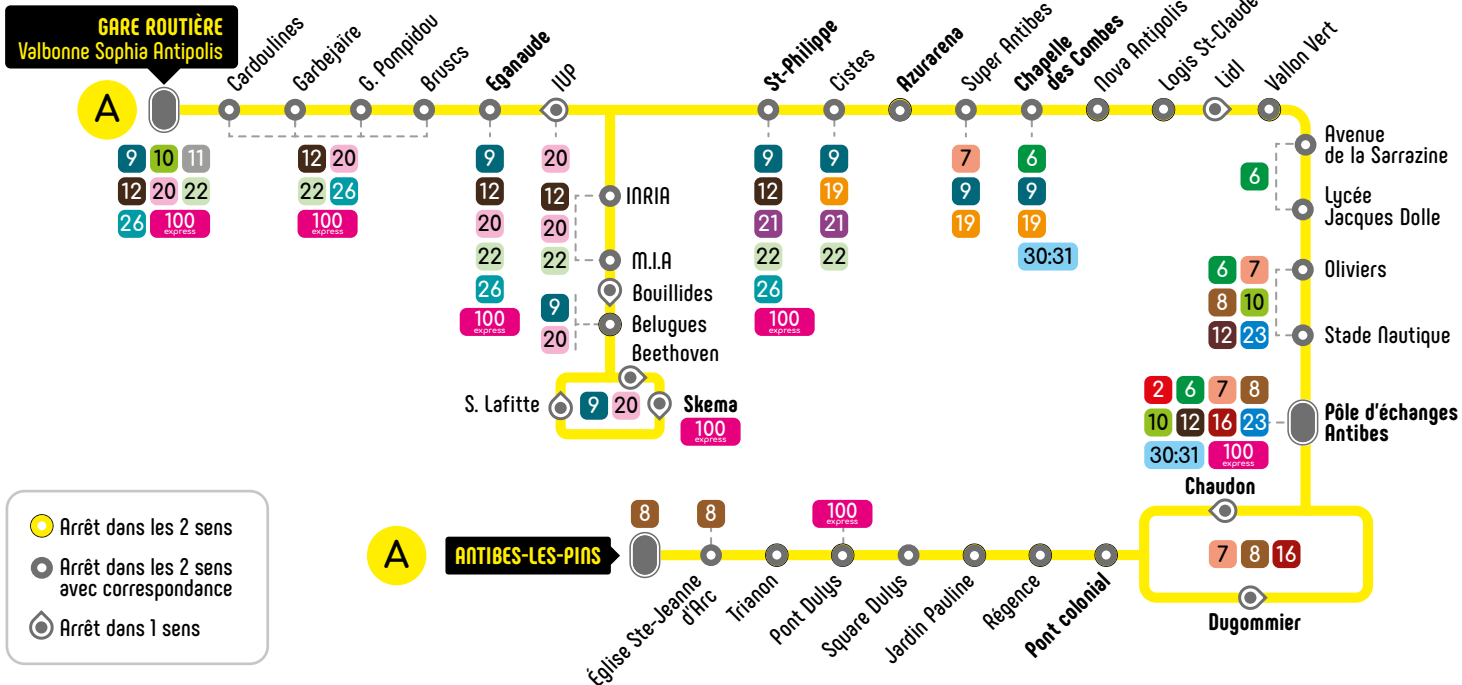 GARE ROUTIÈRE
Valbonne Sophia Antipolis
A
Cardoulines
Garbejaïre
G. Pompidou
Bruscs
Eganaude
IUP
St-Philippe
Cistes
Azurarena
Super Antibes
Chapelle
des Combes
Nova Antipolis
Logis St-Claude
Lidl
Vallon Vert
9 10 11
12 20 22
26 100 express
12 20
22 26
100 express
9
12
20
22
26
100 express
20
12
20
22
INRIA
M.I.A
Bouillides
9
20
Belugues
Beethoven
S. Lafitte
9 20
Skema
100 express
9
12
21
22
26
100 express
9
19
21
22
7
9
19
6
9
19
30:31
Avenue
de la Sarrazine
6
Lycée
Jacques Dolle
6 7
8 10
12 23
Oliviers
Stade Nautique
2 6 7 8
10 12 16 23
30:31 100 express
Pôle d'échanges
Antibes
Chaudon
7 8 16
Dugommier
A
ANTIBES-LES-PINS
8
8
100 express
Église Ste-Jeanne
d'Arc
Trianon
Pont Dulys
Square Dulys
Jardin Pauline
Régence
Pont colonial
Arrêt dans les 2 sens
Arrêt dans les 2 sens
avec correspondance
Arrêt dans 1 sens